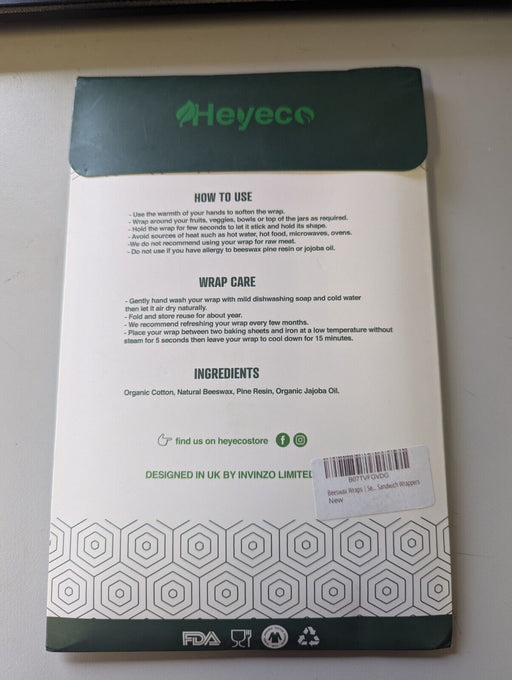 Heyeco
HOW TO USE
- Use the warmth of your hands to soften the wrap.
- Wrap around your fruits, veggies, bowls or top of the jars as required.
- Hold the wrap for few seconds to let it stick and hold its shape.
- Avoid sources of heat such as hot water, hot food, microwaves, ovens.
-We do not recommend using your wrap for raw meat.
- Do not use if you have allergy to beeswax pine resin or jojoba oil.
WRAP CARE
- Gently hand wash your wrap with mild dishwashing soap and cold water
then let it air dry naturally.
- Fold and store reuse for about year.
- We recommend refreshing your wrap every few months.
- Place your wrap between two baking sheets and iron at a low temperature without
steam for 5 seconds then leave your wrap to cool down for 15 minutes.
INGREDIENTS
Organic Cotton, Natural Beeswax, Pine Resin, Organic Jajoba Oil.
find us on heyecostore
DESIGNED IN UK BY INVINZO LIMITED
B07TVFGVDG
Beeswax Wraps | Se... Sandwich Wrappers
New
FDA